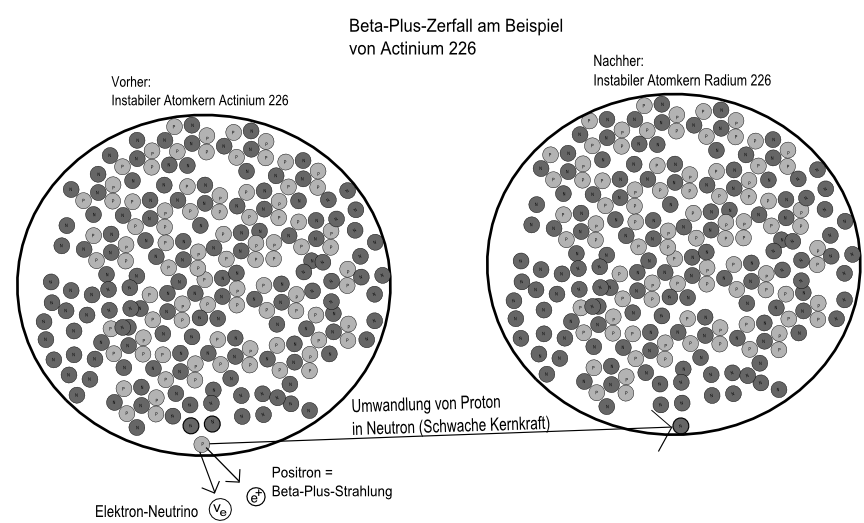 Beta-Plus-Zerfall am Beispiel
von Actinium 226
Vorher:
Instabiler Atomkern Actinium 226
Nachher:
Instabiler Atomkern Radium 226
Umwandlung von Proton
in Neutron (Schwache Kernkraft)
Positron =
Beta-Plus-Strahlung
e+
Elektron-Neutrino
νe